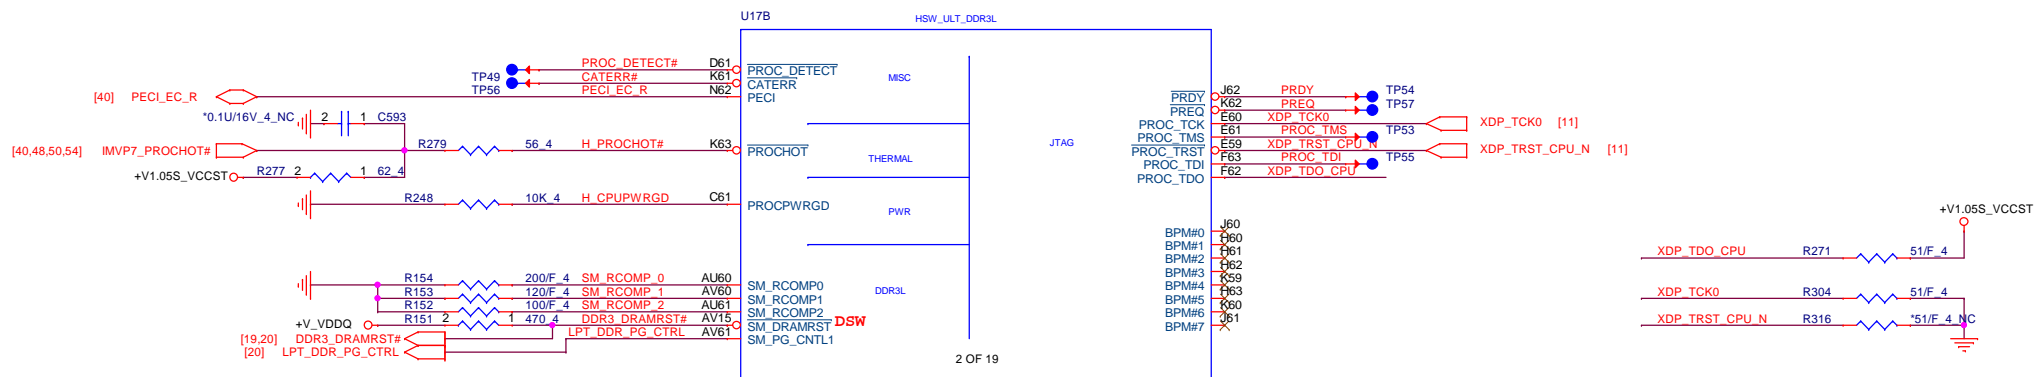 U17B
HSW_ULT_DDR3L
PROC_DETECT# D61
TP49 CATERR# K61 PROC_DETECT MISC
TP56 PECI_EC_R N62 CATERR
[40] PECI_EC_R PECI
J62 PRDY TP54
PRDY K62 PREQ TP57
PREQ E60 XDP_TCK0
*0.1U/16V_4_NC 2 1 C593
PROC_TCK E61 PROC_TMS TP53 XDP_TCK0 [11]
PROC_TMS E59 XDP_TRST_CPU_N
[40,48,50,54] IMVP7_PROCHOT# R279 56_4 H_PROCHOT# K63 PROCHOT JTAG PROC_TRST F63 PROC_TDI TP55 XDP_TRST_CPU_N [11]
THERMAL PROC_TDI F62 XDP_TDO_CPU
+V1.05S_VCCST R277 2 1 62_4 PROC_TDO
R248 10K_4 H_CPUPWRGD C61 PROCPWRGD
PWR
+V1.05S_VCCST
BPM#0 J60
BPM#1 H60
BPM#2 H61
BPM#3 H62
BPM#4 K59
BPM#5 H63
BPM#6 K60
BPM#7 J61
XDP_TDO_CPU R271 51/F_4
XDP_TCK0 R304 51/F_4
XDP_TRST_CPU_N R316 *51/F_4_NC
R154 200/F_4 SM_RCOMP_0 AU60 SM_RCOMP0 DDR3L
R153 120/F_4 SM_RCOMP_1 AV60 SM_RCOMP1
R152 100/F_4 SM_RCOMP_2 AU61 SM_RCOMP2
+V_VDDQ R151 2 1 470_4 DDR3_DRAMRST# AV15 SM_DRAMRST DSW
[19,20] DDR3_DRAMRST# LPT_DDR_PG_CTRL AV61 SM_PG_CNTL1
[20] LPT_DDR_PG_CTRL
2 OF 19